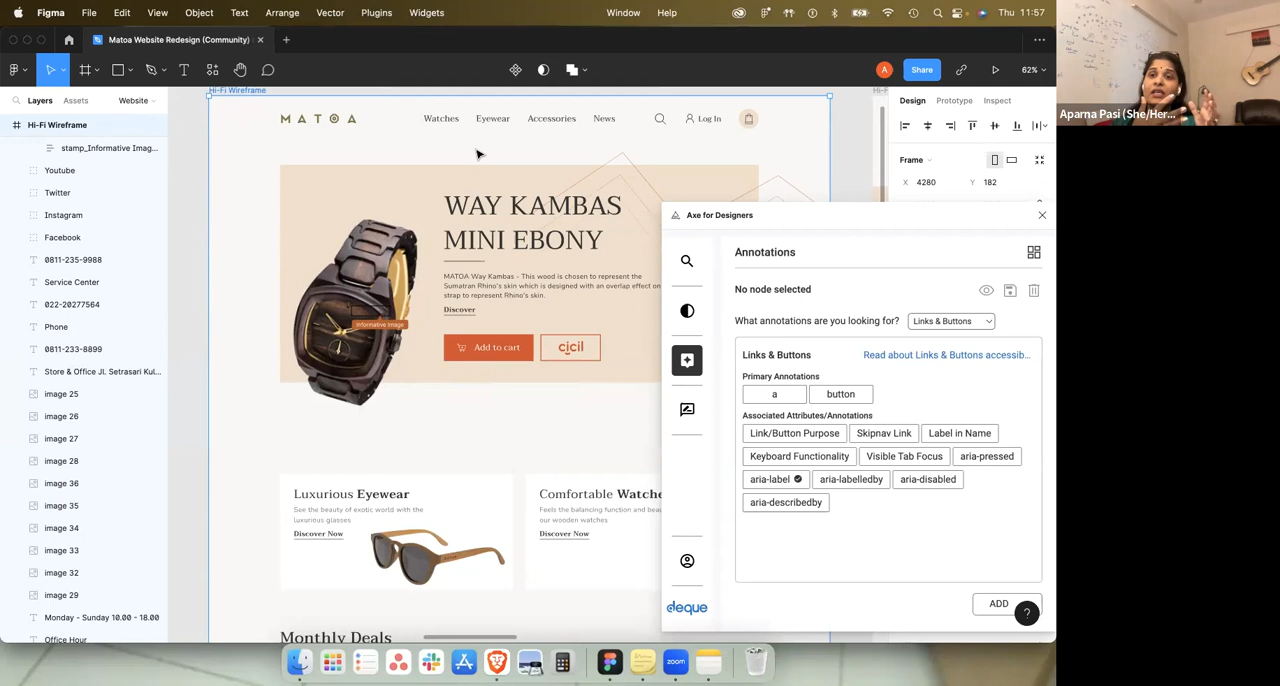 Figma File Edit View Object Text Arrange Vector Plugins Widgets Window Help Thu 11:57
Matoa Website Redesign (Community)
A Share 62%
Layers Assets Website
Hi-Fi Wireframe
stamp_Informative Imag...
Youtube
Twitter
Instagram
Facebook
0811-235-9988
Service Center
022-20277564
Phone
0811-233-8899
Store & Office Jl. Setrasari Kul...
image 25
image 26
image 27
image 28
image 36
image 35
image 34
image 33
image 32
image 29
Monday - Sunday 10.00 - 18.00
Office Hour
Hi-Fi Wireframe
Hi-F
MATOA Watches Eyewear Accessories News Log In
WAY KAMBAS
MINI EBONY
MATOA Way Kambas - This wood is chosen to represent the
Sumatran Rhino's skin which is designed with an overlap effect on
strap to represent Rhino's skin.
Discover
Informative Image
Add to cart cicil
Luxurious Eyewear
See the beauty of exotic world with the
luxurious glasses
Discover Now
Comfortable Watche
Feels the balancing function and beau
our wooden watches
Discover Now
Monthly Deals
Design Prototype Inspect
Frame
X 4280 Y 182
Axe for Designers
Annotations
No node selected
What annotations are you looking for? Links & Buttons
Links & Buttons Read about Links & Buttons accessib...
Primary Annotations
a button
Associated Attributes/Annotations
Link/Button Purpose Skipnav Link Label in Name
Keyboard Functionality Visible Tab Focus aria-pressed
aria-label aria-labelledby aria-disabled
aria-describedby
ADD ?
deque
zoom
Aparna Pasi (She/Her...